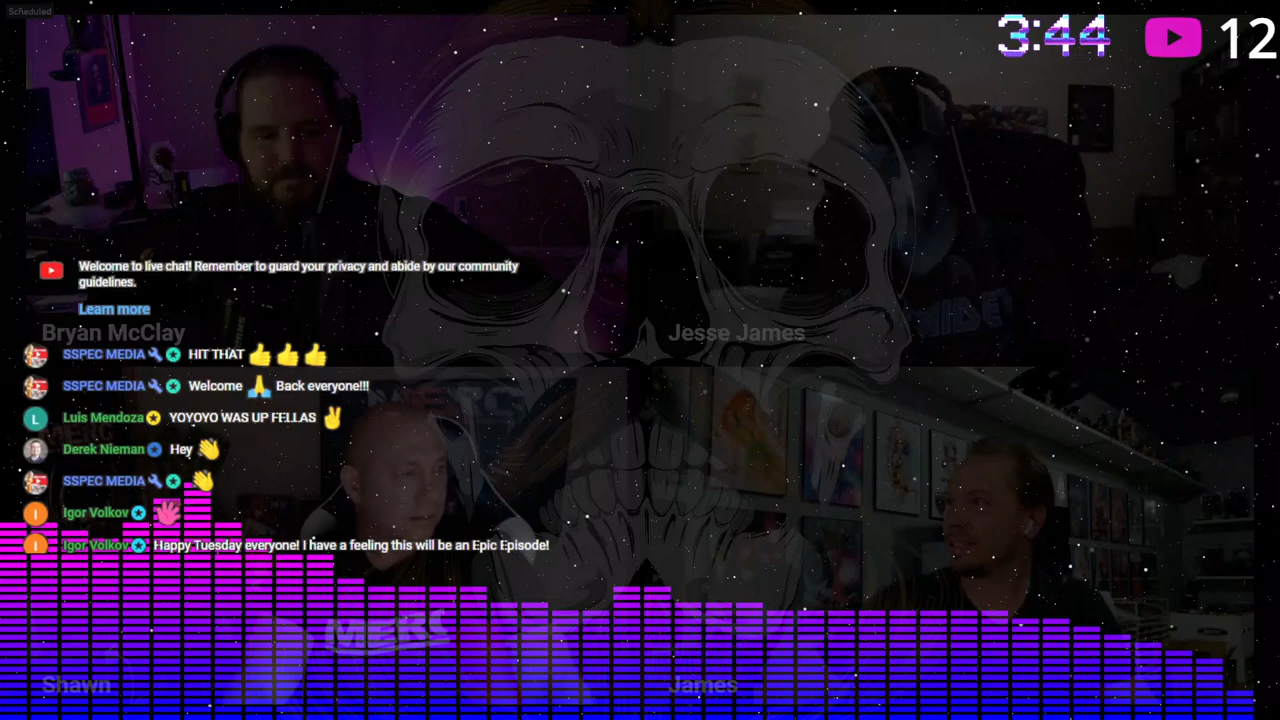 Scheduled
3:44
12
Welcome to live chat! Remember to guard your privacy and abide by our community
guidelines.
Learn more
Bryan McClay
Jesse James
SSPEC MEDIA HIT THAT 👍👍👍
SSPEC MEDIA Welcome 🙏 Back everyone!!!
Luis Mendoza YOYOYO WAS UP FELLAS ✌
Derek Nieman Hey 👋
SSPEC MEDIA 👋
Igor Volkov
Igor Volkov Happy Tuesday everyone! I have a feeling this will be an Epic Episode!
Shawn
James